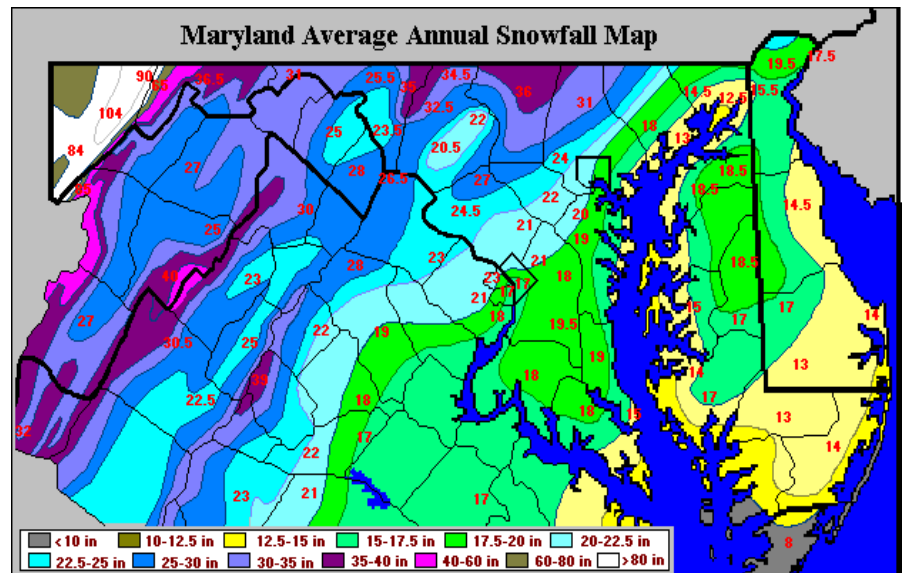 Maryland Average Annual Snowfall Map
19.5 17.5
90 65 36.5 31 25.5 35 34.5 36 31 14.5 12.5 15.5
104 25 23.5 32.5 22 18 13
84 27 20.5 24 18.5
85 28 26.5 27 22 20 18.5 14.5
25 30 24.5 21 19
40 23 28 23 21 18 18.5
23 17 17
27 21 18 15 17 14
30.5 25 22 19 19.5 17
39 18 19 14 13
22.5 18 18 17
32 17 18 15 13
22 14
23 21 17
8
<10 in 10-12.5 in 12.5-15 in 15-17.5 in 17.5-20 in 20-22.5 in
22.5-25 in 25-30 in 30-35 in 35-40 in 40-60 in 60-80 in >80 in